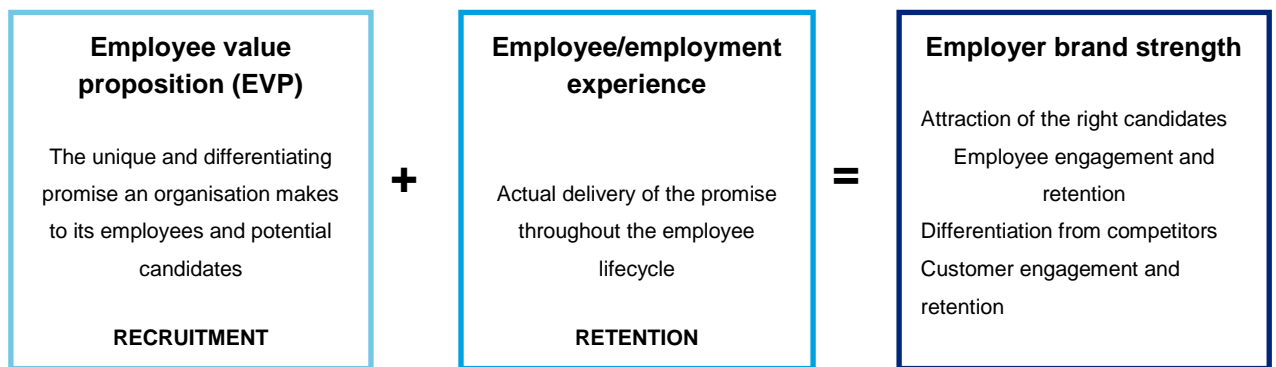 Employee value
proposition (EVP)
The unique and differentiating
promise an organisation makes
to its employees and potential
candidates
RECRUITMENT
+
Employee/employment
experience
Actual delivery of the promise
throughout the employee
lifecycle
RETENTION
=
Employer brand strength
Attraction of the right candidates
Employee engagement and
retention
Differentiation from competitors
Customer engagement and
retention